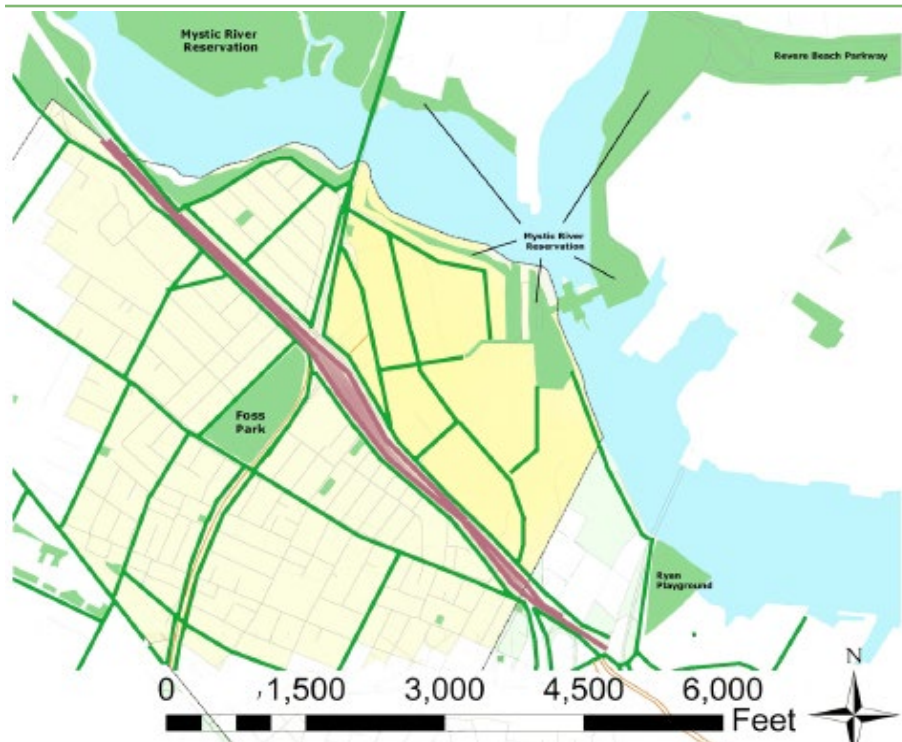 Mystic River
Reservation
Revere Beach Parkway
Mystic River
Reservation
Foss
Park
Ryan
Playground
N
0 1,500 3,000 4,500 6,000
Feet